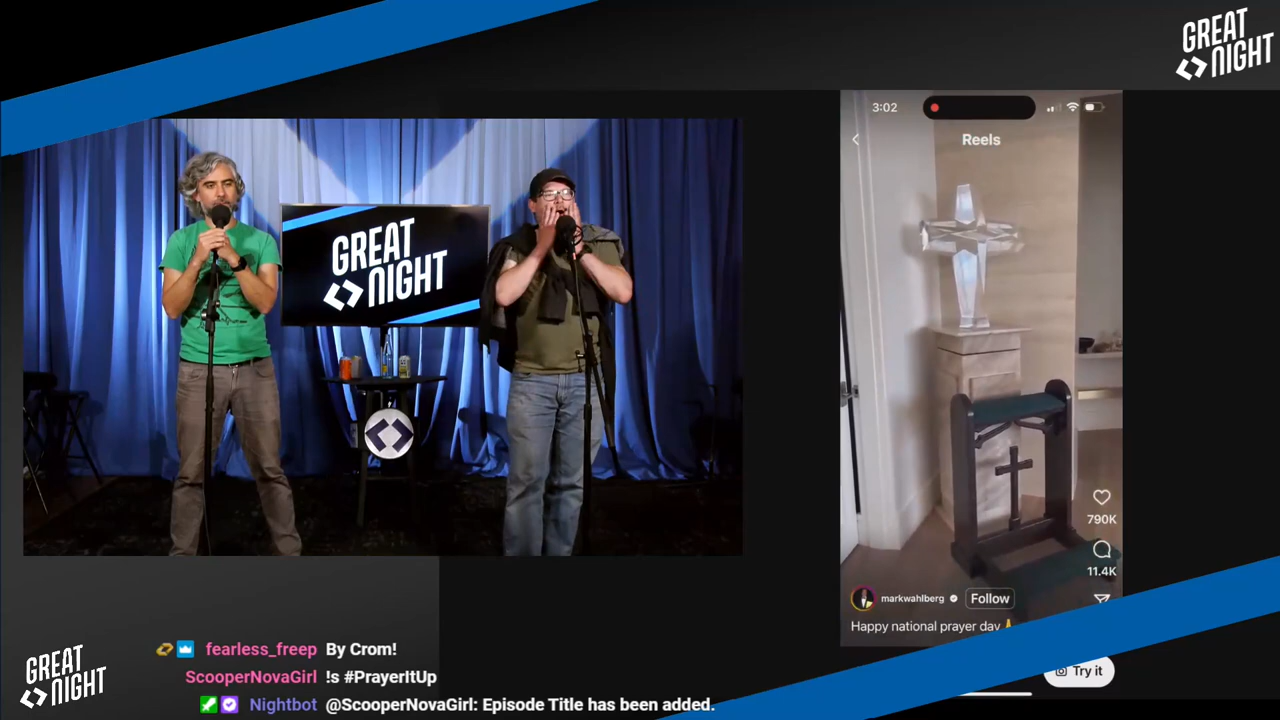 GREAT
NIGHT
3:02
Reels
GREAT
NIGHT
790K
11.4K
markwahlberg
Follow
Happy national prayer day
Try it
fearless_freep By Crom!
ScooperNovaGirl !s #PrayerItUp
Nightbot @ScooperNovaGirl: Episode Title has been added.
GREAT
NIGHT